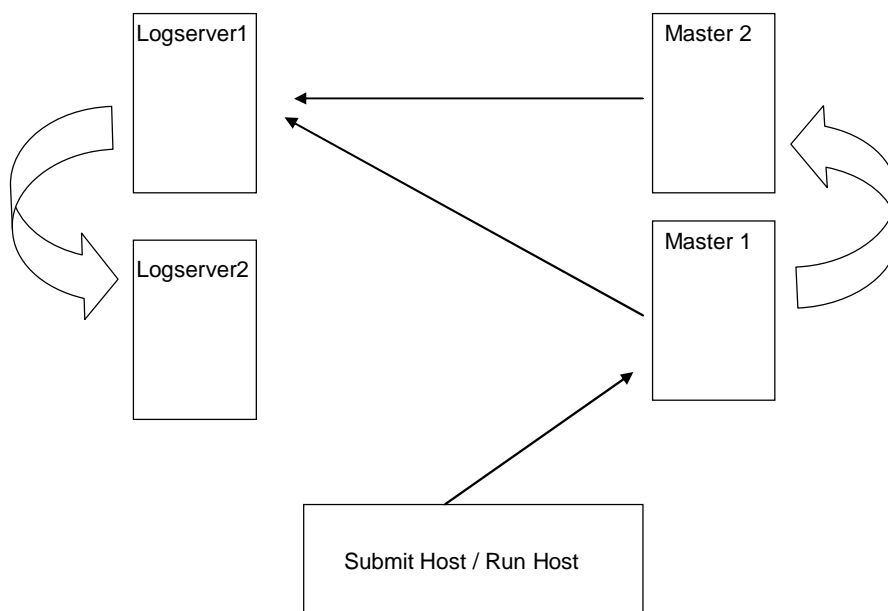 Logserver1
Master 2
Master 1
Logserver2
Submit Host / Run Host